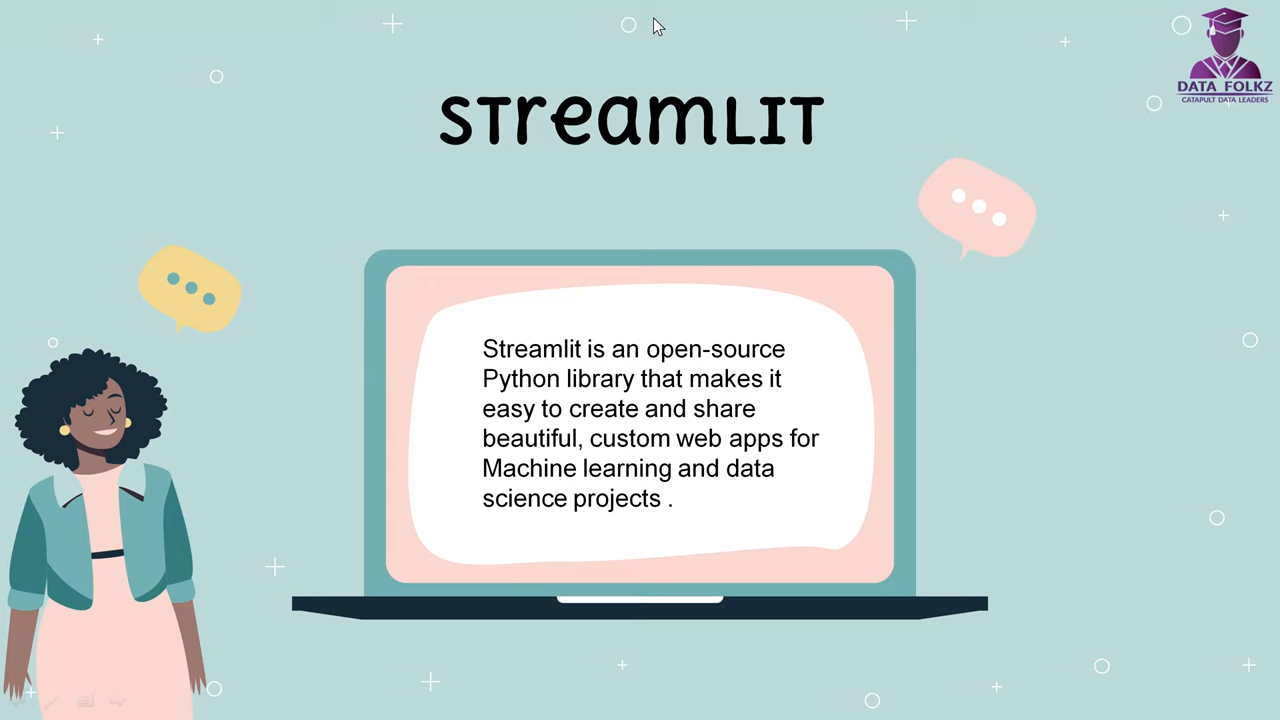 STreamLIT
DATA FOLKZ
CATAPULT DATA LEADERS
Streamlit is an open-source
Python library that makes it
easy to create and share
beautiful, custom web apps for
Machine learning and data
science projects .